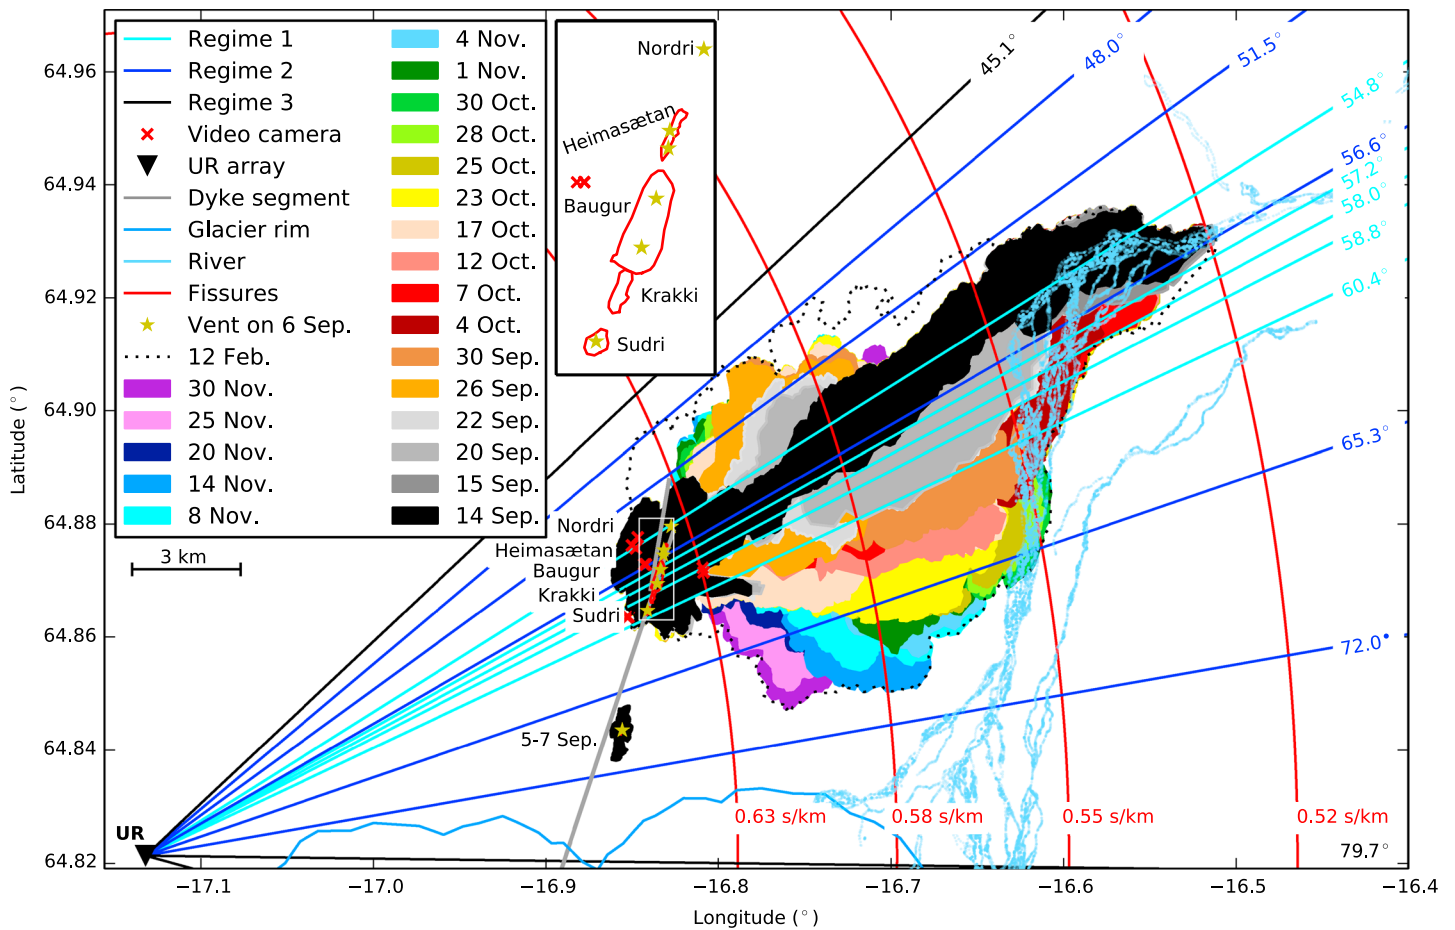 Regime 1
Regime 2
Regime 3
Video camera
UR array
Dyke segment
Glacier rim
River
Fissures
Vent on 6 Sep.
12 Feb.
30 Nov.
25 Nov.
20 Nov.
14 Nov.
8 Nov.
4 Nov.
1 Nov.
30 Oct.
28 Oct.
25 Oct.
23 Oct.
17 Oct.
12 Oct.
7 Oct.
4 Oct.
30 Sep.
26 Sep.
22 Sep.
20 Sep.
15 Sep.
14 Sep.
3 km
Nordri
Heimasætan
Baugur
Krakki
Sudri
45.1°
48.0°
51.5°
54.8°
56.6°
57.2°
58.0°
58.8°
60.4°
65.3°
72.0°
79.7°
Nordri
Heimasætan
Baugur
Krakki
Sudri
5-7 Sep.
UR
0.63 s/km
0.58 s/km
0.55 s/km
0.52 s/km
64.96
64.94
64.92
64.90
64.88
64.86
64.84
64.82
Latitude (°)
−17.1
−17.0
−16.9
−16.8
−16.7
−16.6
−16.5
−16.4
Longitude (°)